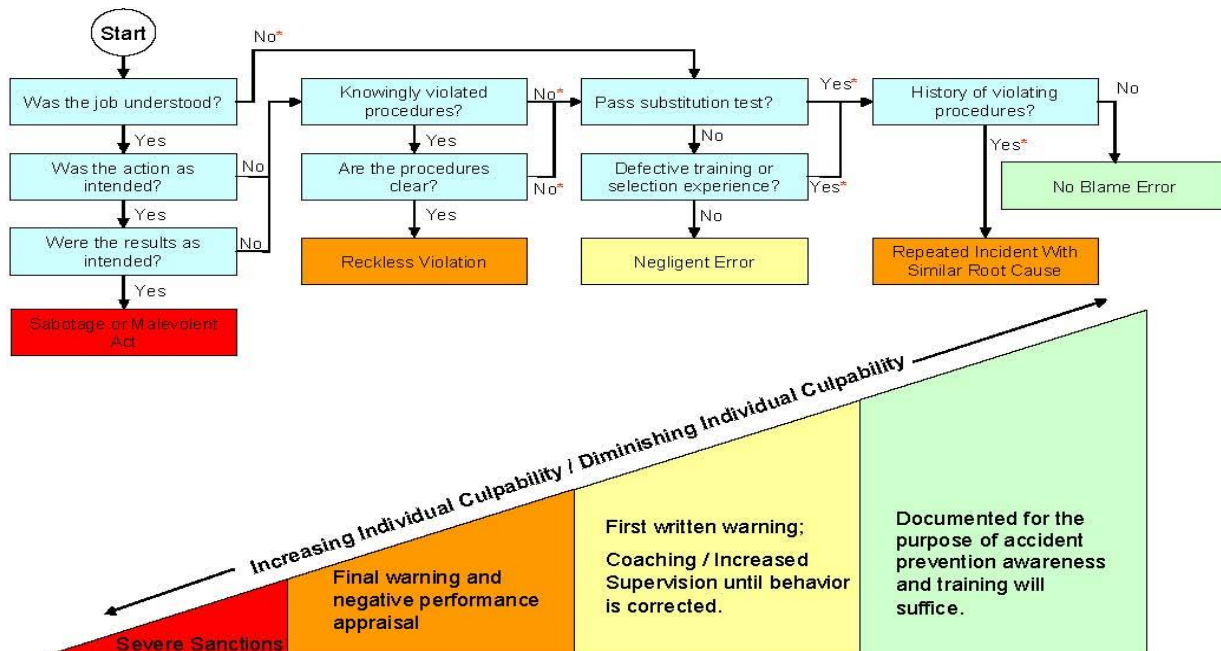 Start
No*
Was the job understood?
Yes
Was the action as
intended?
No
Yes
Were the results as
intended?
No
Yes
Sabotage or Malevolent
Act
Knowingly violated
procedures?
No*
Yes
Are the procedures
clear?
No*
Yes
Reckless Violation
Pass substitution test?
Yes*
No
Defective training or
selection experience?
Yes*
No
Negligent Error
History of violating
procedures?
No
Yes*
No Blame Error
Repeated Incident With
Similar Root Cause
Increasing Individual Culpability / Diminishing Individual Culpability
Severe Sanctions
Final warning and
negative performance
appraisal
First written warning;
Coaching / Increased
Supervision until behavior
is corrected.
Documented for the
purpose of accident
prevention awareness
and training will
suffice.